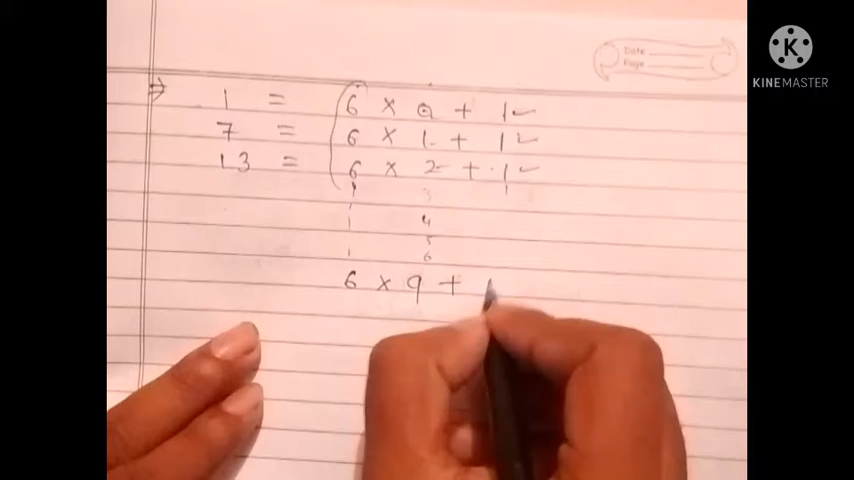 Date
Page
K
KINEMASTER
⇒ 1 = 6 × 0 + 1 ✓
7 = 6 × 1 + 1 ✓
13 = 6 × 2 + 1 ✓
3
4
5
6
6 × q + 1